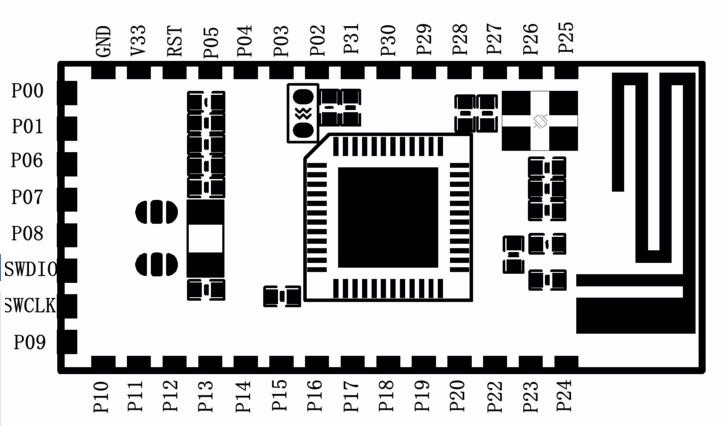 GND V33 RST P05 P04 P03 P02 P31 P30 P29 P28 P27 P26 P25
P00
P01
P06
P07
P08
SWDIO
SWCLK
P09
P10 P11 P12 P13 P14 P15 P16 P17 P18 P19 P20 P22 P23 P24